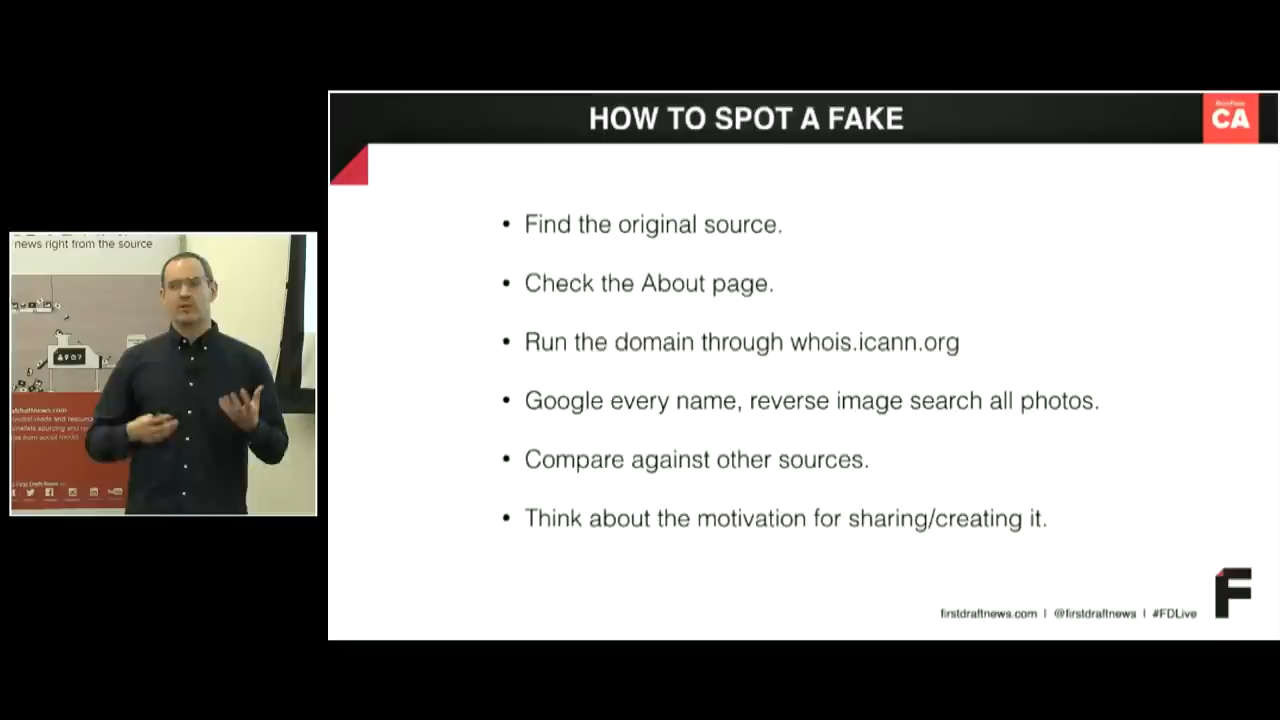 HOW TO SPOT A FAKE
BuzzFeed
CA
• Find the original source.
• Check the About page.
• Run the domain through whois.icann.org
• Google every name, reverse image search all photos.
• Compare against other sources.
• Think about the motivation for sharing/creating it.
firstdraftnews.com | @firstdraftnews | #FDLive
F
news right from the source